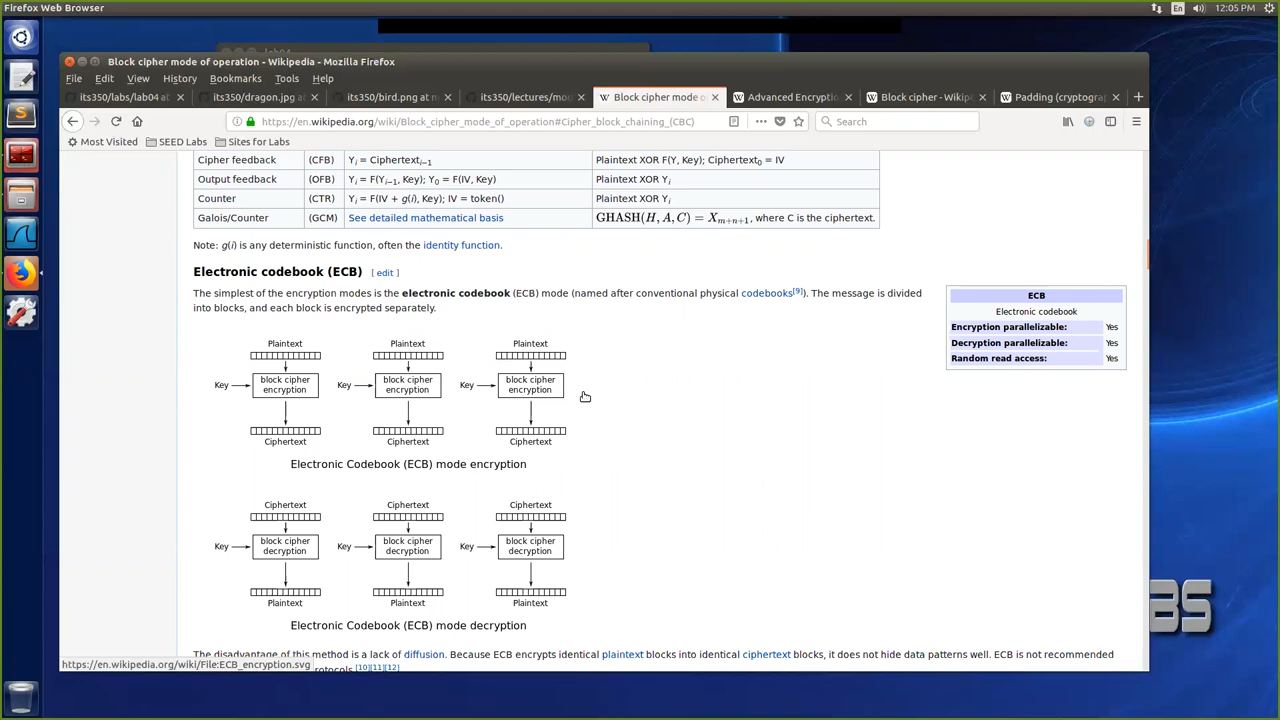 Firefox Web Browser
En
12:05 PM
lab04
Block cipher mode of operation - Wikipedia - Mozilla Firefox
File Edit View History Bookmarks Tools Help
its350/labs/lab04 at
its350/dragon.jpg at
its350/bird.png at m
its350/lectures/mo
Block cipher mode o
Advanced Encryptio
Block cipher - Wikipe
Padding (cryptogra
https://en.wikipedia.org/wiki/Block_cipher_mode_of_operation#Cipher_block_chaining_(CBC)
Search
Most Visited SEED Labs Sites for Labs
Cipher feedback (CFB) Yi = Ciphertexti−1 Plaintext XOR F(Y, Key); Ciphertext0 = IV
Output feedback (OFB) Yi = F(Yi−1, Key); Y0 = F(IV, Key) Plaintext XOR Yi
Counter (CTR) Yi = F(IV + g(i), Key); IV = token() Plaintext XOR Yi
Galois/Counter (GCM) See detailed mathematical basis GHASH(H, A, C) = Xm+n+1, where C is the ciphertext.
Note: g(i) is any deterministic function, often the identity function.
Electronic codebook (ECB) [ edit ]
The simplest of the encryption modes is the electronic codebook (ECB) mode (named after conventional physical codebooks[9]). The message is divided
into blocks, and each block is encrypted separately.
ECB
Electronic codebook
Encryption parallelizable: Yes
Decryption parallelizable: Yes
Random read access: Yes
Plaintext Plaintext Plaintext
Key block cipher encryption Key block cipher encryption Key block cipher encryption
Ciphertext Ciphertext Ciphertext
Electronic Codebook (ECB) mode encryption
Ciphertext Ciphertext Ciphertext
Key block cipher decryption Key block cipher decryption Key block cipher decryption
Plaintext Plaintext Plaintext
Electronic Codebook (ECB) mode decryption
The disadvantage of this method is a lack of diffusion. Because ECB encrypts identical plaintext blocks into identical ciphertext blocks, it does not hide data patterns well. ECB is not recommended
https://en.wikipedia.org/wiki/File:ECB_encryption.svg
rotocols.[10][11][12]
BS